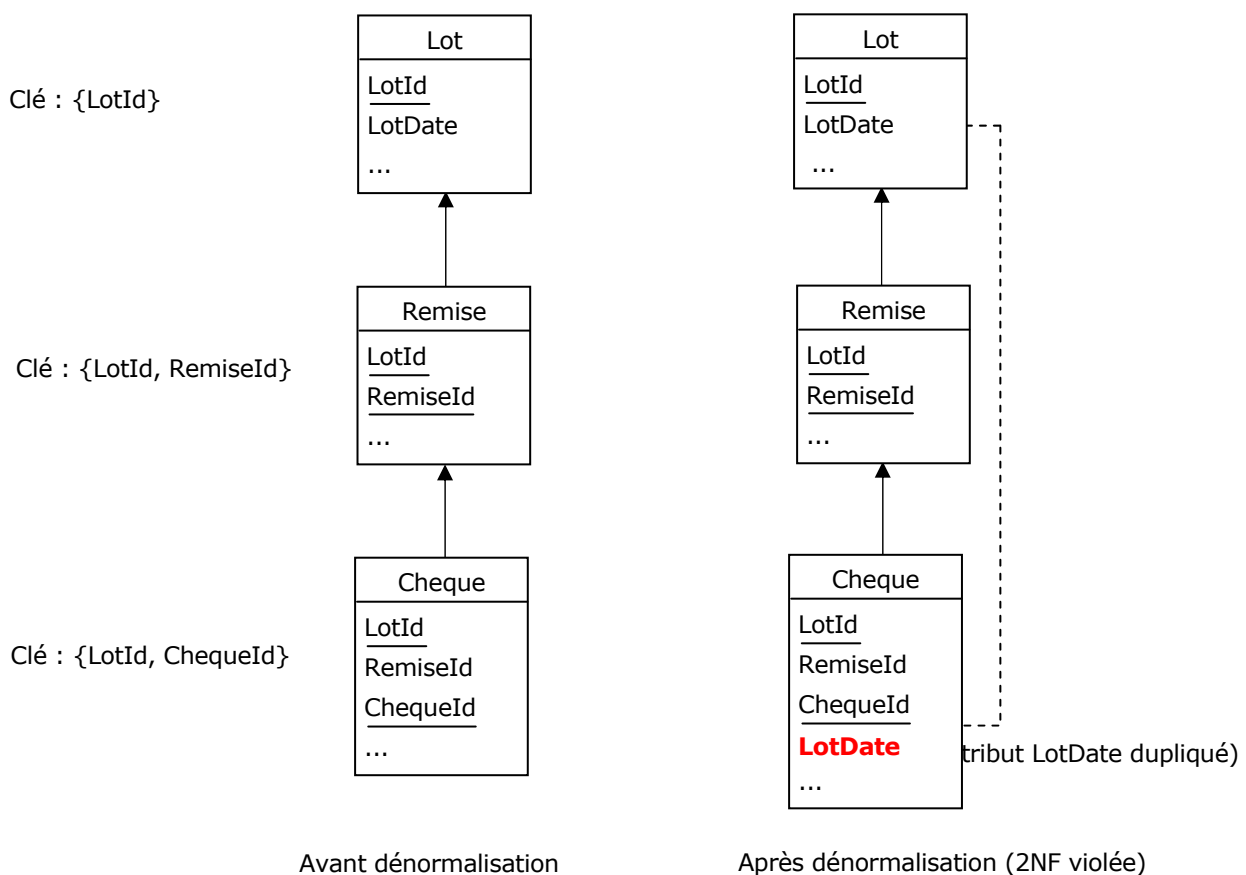 Clé : {LotId}
Lot
LotId
LotDate
...
Lot
LotId
LotDate
...
Clé : {LotId, RemiseId}
Remise
LotId
RemiseId
...
Remise
LotId
RemiseId
...
Clé : {LotId, ChequeId}
Cheque
LotId
RemiseId
ChequeId
...
Cheque
LotId
RemiseId
ChequeId
LotDate
...
tribut LotDate dupliqué)
Avant dénormalisation
Après dénormalisation (2NF violée)